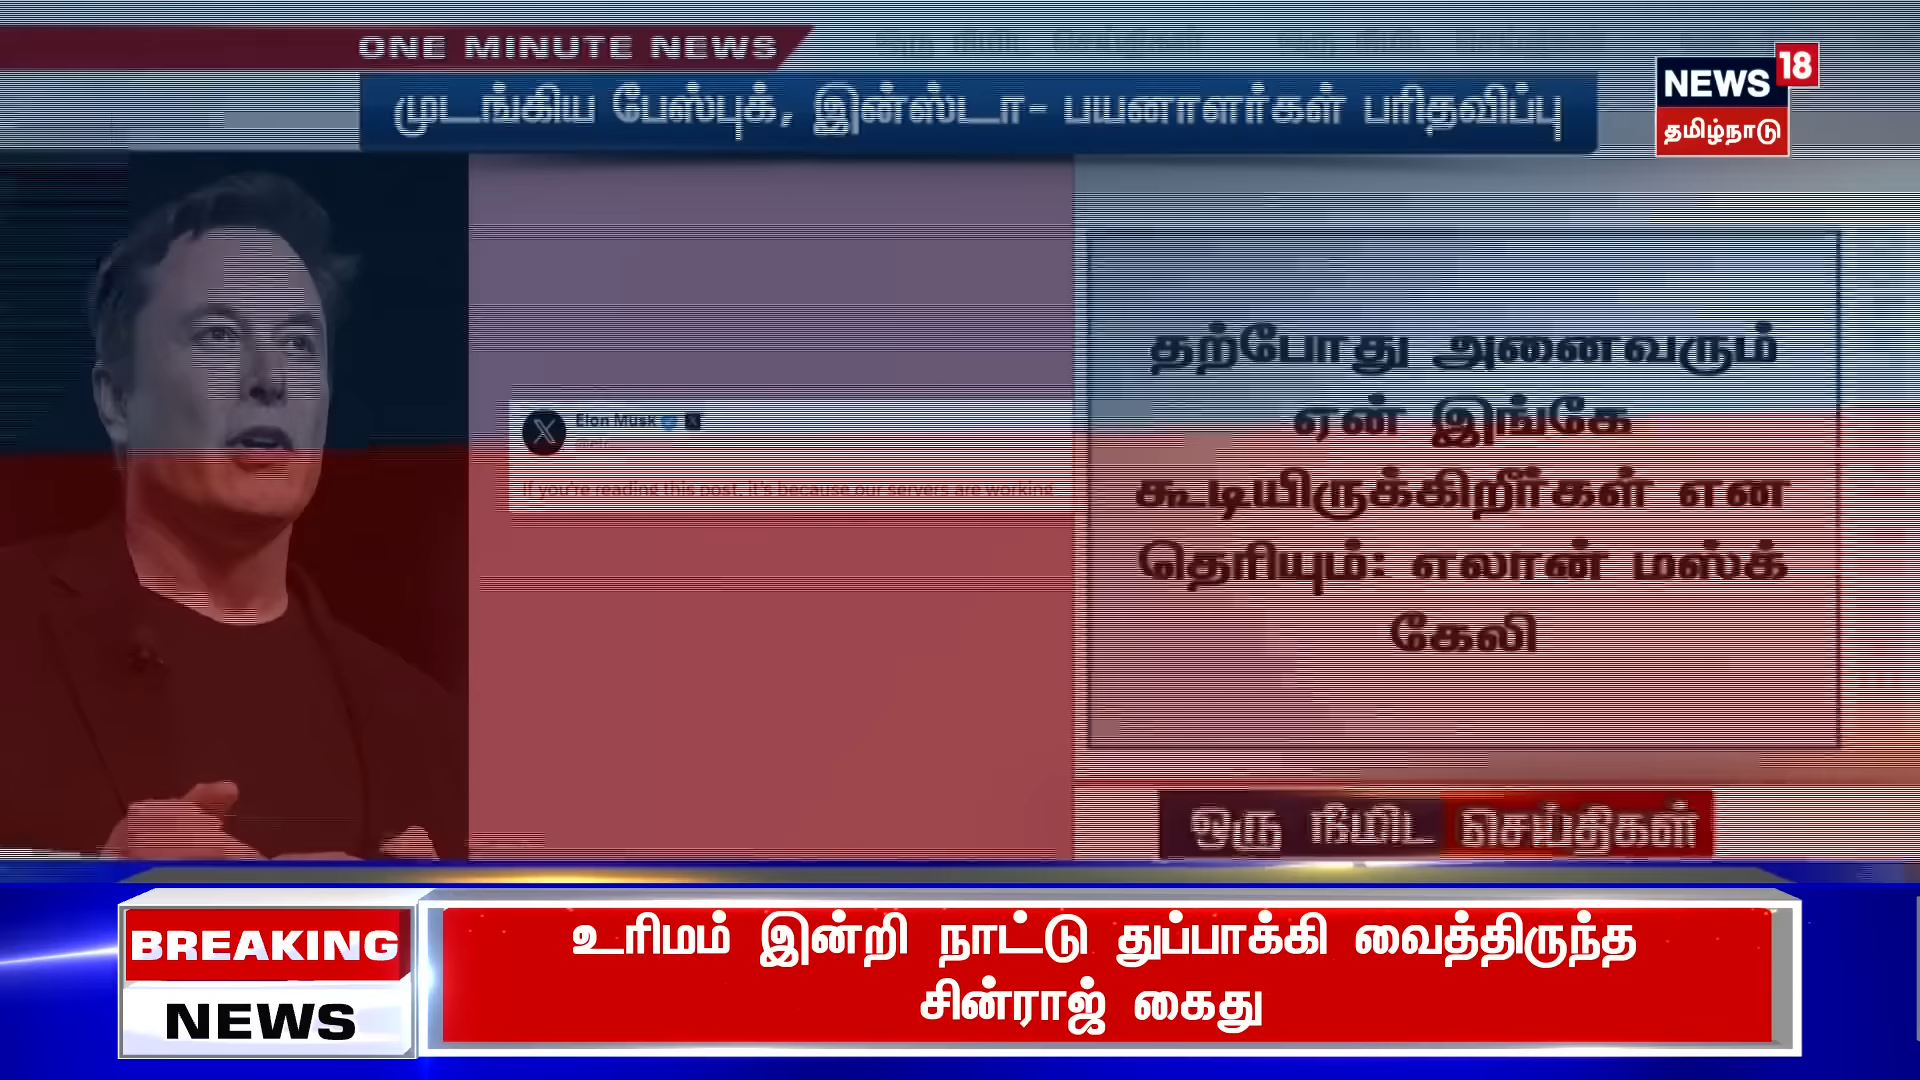 ONE MINUTE NEWS
முடங்கிய பேஸ்புக், இன்ஸ்டா- பயனாளர்கள் பரிதவிப்பு
NEWS 18
தமிழ்நாடு
Elon Musk
If you're reading this post, it's because our servers are working
தற்போது அனைவரும்
ஏன் இங்கே
கூடியிருக்கிறீர்கள் என
தெரியும்: எலான் மஸ்க்
கேலி
ஒரு நிமிட செய்திகள்
BREAKING
NEWS
உரிமம் இன்றி நாட்டு துப்பாக்கி வைத்திருந்த
சின்ராஜ் கைது